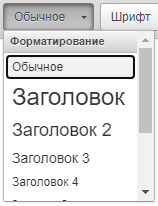 Обычное Шрифт
Форматирование
Обычное
Заголовок
Заголовок 2
Заголовок 3
Заголовок 4